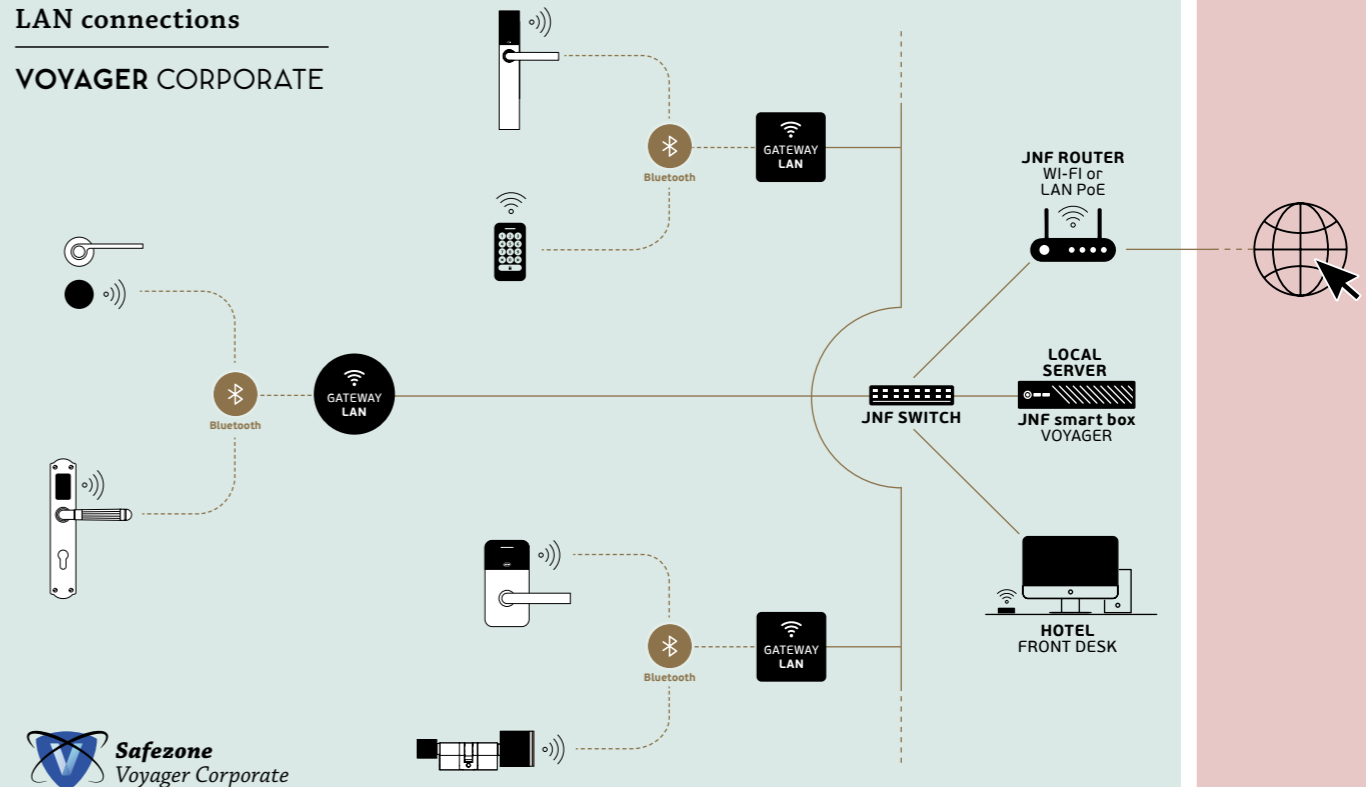 LAN connections
VOYAGER CORPORATE
Bluetooth
GATEWAY
LAN
JNF ROUTER
WI-FI or
LAN PoE
Bluetooth
GATEWAY
LAN
JNF SWITCH
LOCAL
SERVER
JNF smart box
VOYAGER
HOTEL
FRONT DESK
Bluetooth
GATEWAY
LAN
V
Safezone
Voyager Corporate